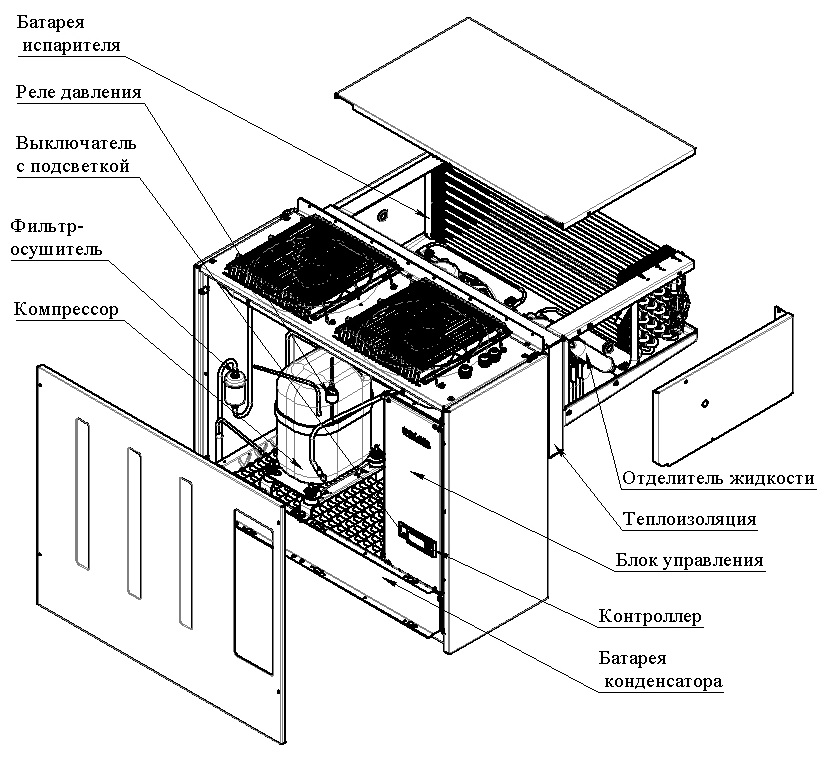 Батарея
испарителя
Реле давления
Выключатель
с подсветкой
Фильтр-
осушитель
Компрессор
Отделитель жидкости
Теплоизоляция
Блок управления
Контроллер
Батарея
конденсатора